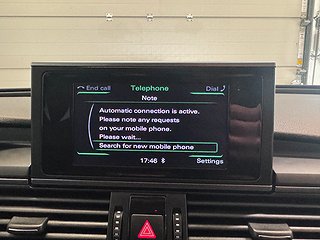 End call Telephone Dial
Note
Automatic connection is active.
Please note any requests
on your mobile phone.
Please wait...
Search for new mobile phone
17:46 Settings